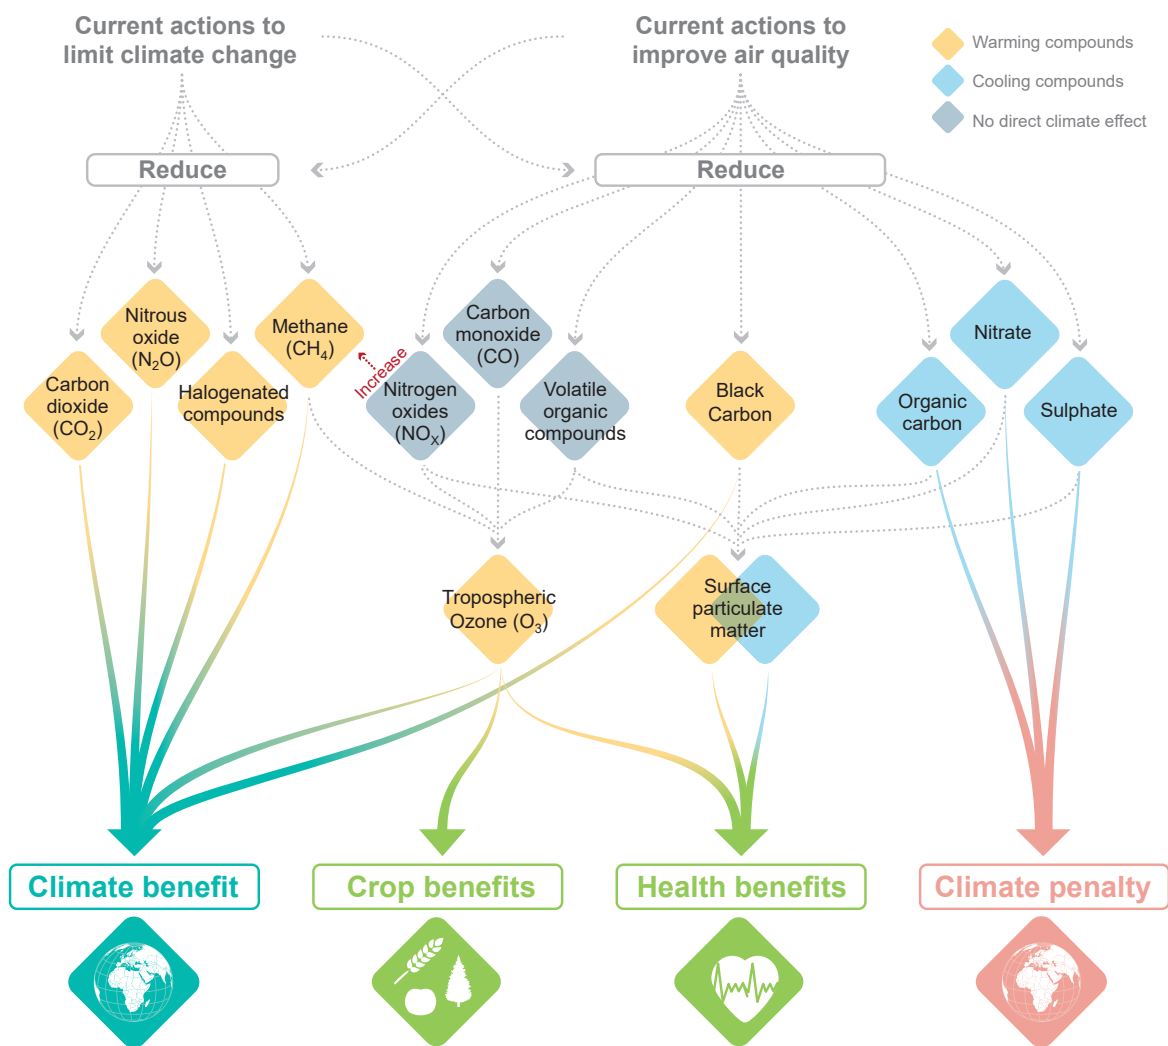 Current actions to
limit climate change
Current actions to
improve air quality
Warming compounds
Cooling compounds
No direct climate effect
Reduce
Reduce
Nitrous
oxide
(N₂O)
Methane
(CH₄)
Carbon
monoxide
(CO)
Nitrate
Increase
Carbon
dioxide
(CO₂)
Halogenated
compounds
Nitrogen
oxides
(NOₓ)
Volatile
organic
compounds
Black
Carbon
Organic
carbon
Sulphate
Tropospheric
Ozone (O₃)
Surface
particulate
matter
Climate benefit
Crop benefits
Health benefits
Climate penalty